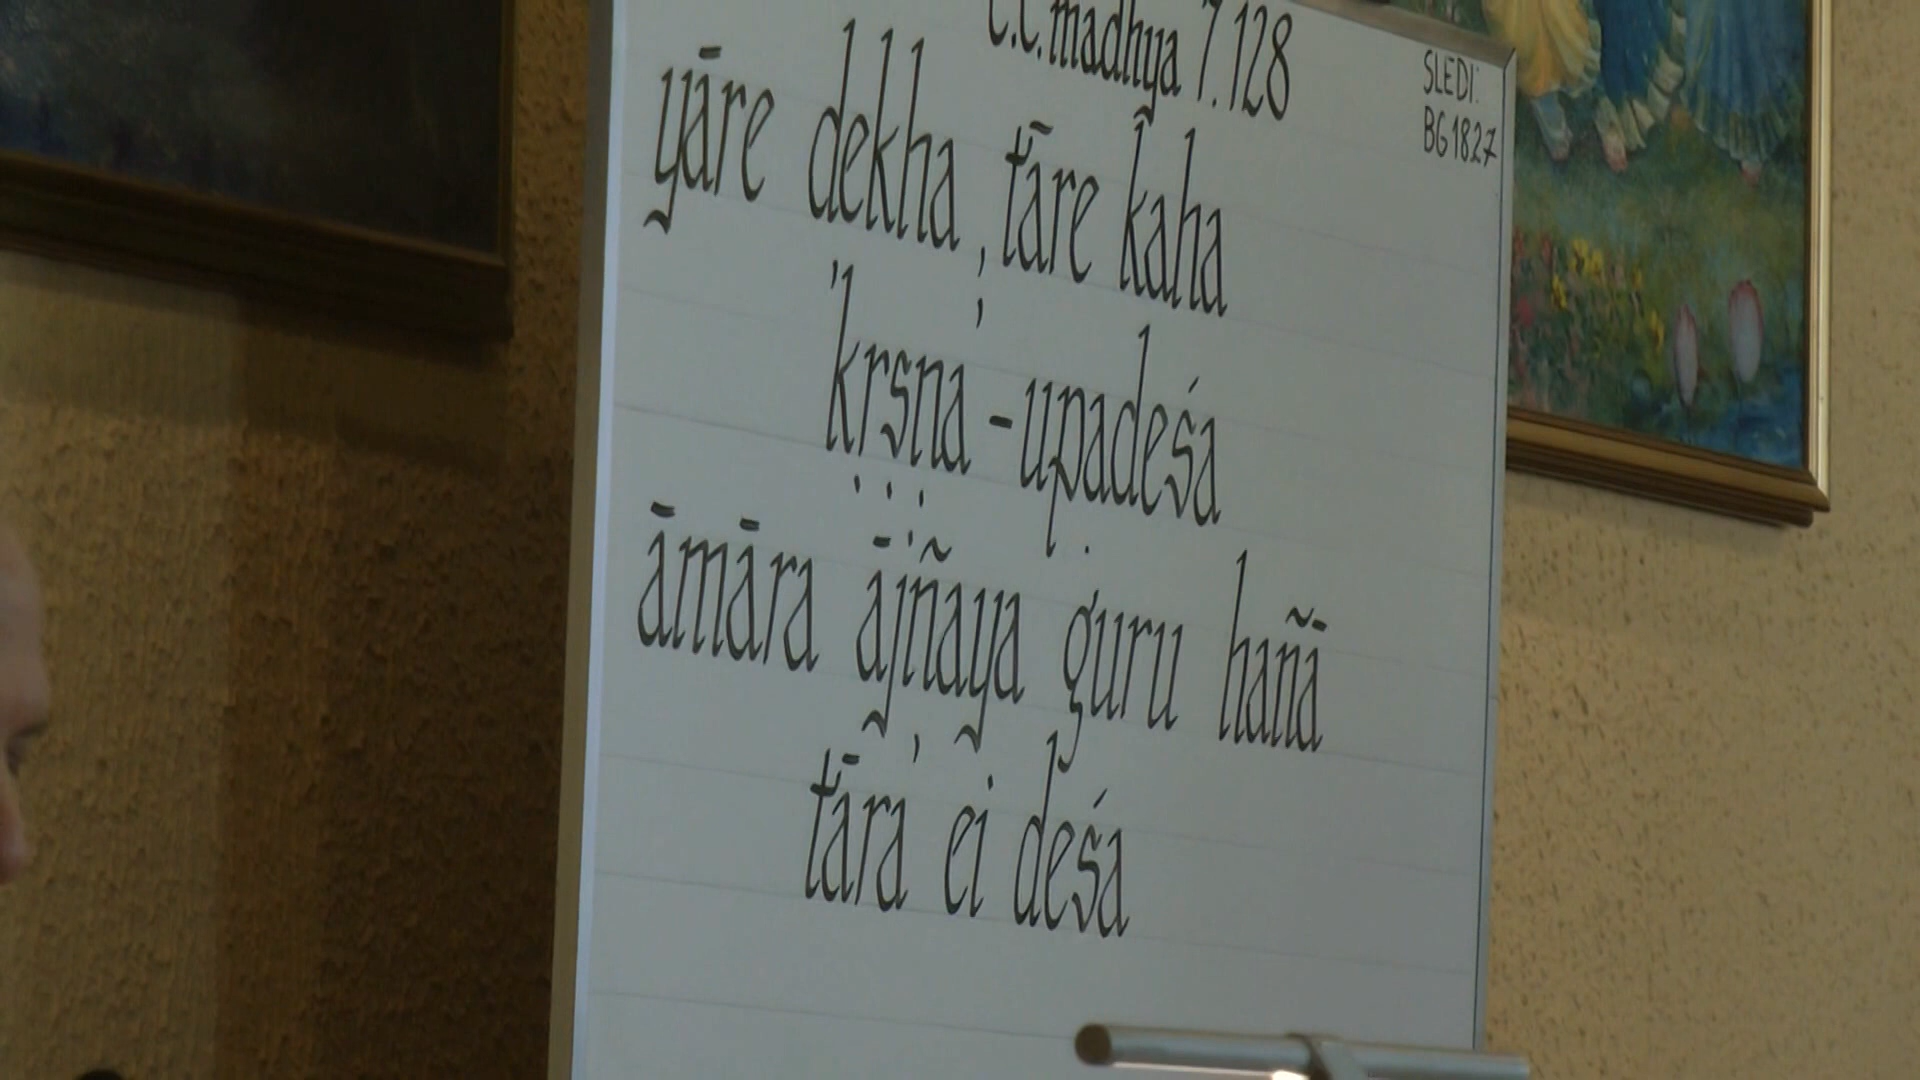 C.C. madhya 7.128
SLEDI:
BG 18.27
yāre dekha, tāre kaha
'kṛṣṇa-upadeśa
āmāra ājñaya guru hañā
tāra' ei deśa